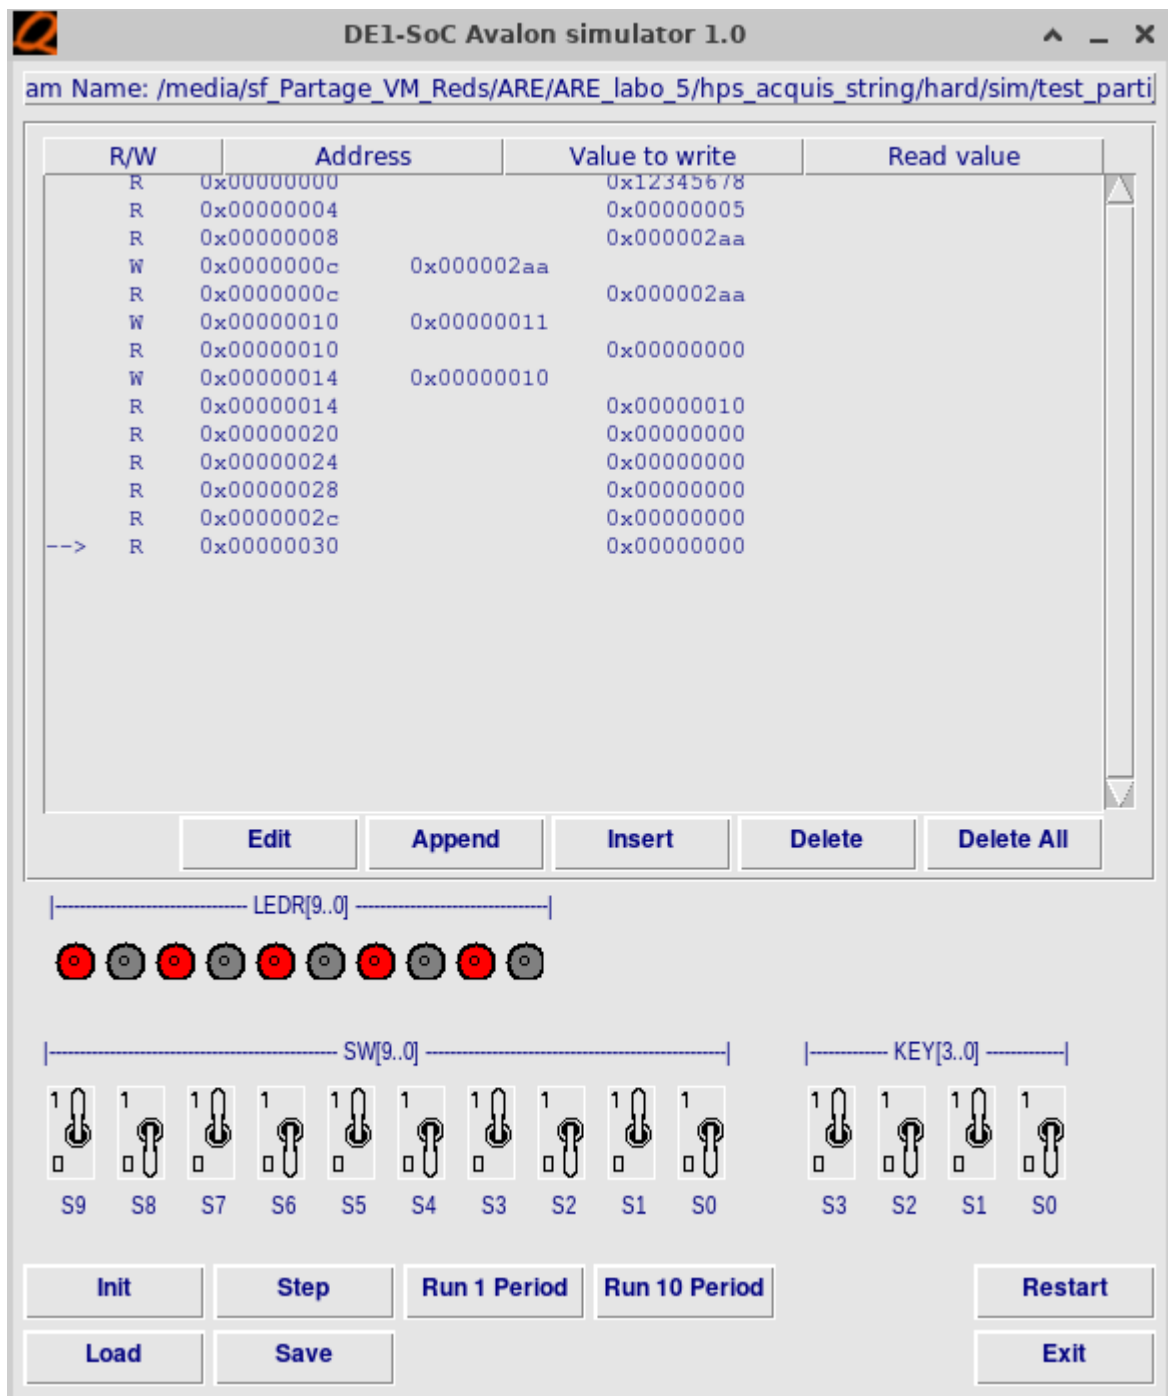 DE1-SoC Avalon simulator 1.0
am Name: /media/sf_Partage_VM_Reds/ARE/ARE_labo_5/hps_acquis_string/hard/sim/test_parti
R/W Address Value to write Read value
R 0x00000000 0x12345678
R 0x00000004 0x00000005
R 0x00000008 0x000002aa
W 0x0000000c 0x000002aa
R 0x0000000c 0x000002aa
W 0x00000010 0x00000011
R 0x00000010 0x00000000
W 0x00000014 0x00000010
R 0x00000014 0x00000010
R 0x00000020 0x00000000
R 0x00000024 0x00000000
R 0x00000028 0x00000000
R 0x0000002c 0x00000000
--> R 0x00000030 0x00000000
Edit Append Insert Delete Delete All
|-------------------------------- LEDR[9..0] --------------------------------|
|------------------------------------------------ SW[9..0] --------------------------------------------------| |------------- KEY[3..0] -------------|
1 1 1 1 1 1 1 1 1 1 1 1 1 1
0 0 0 0 0 0 0 0 0 0 0 0 0 0
S9 S8 S7 S6 S5 S4 S3 S2 S1 S0 S3 S2 S1 S0
Init Step Run 1 Period Run 10 Period Restart
Load Save Exit